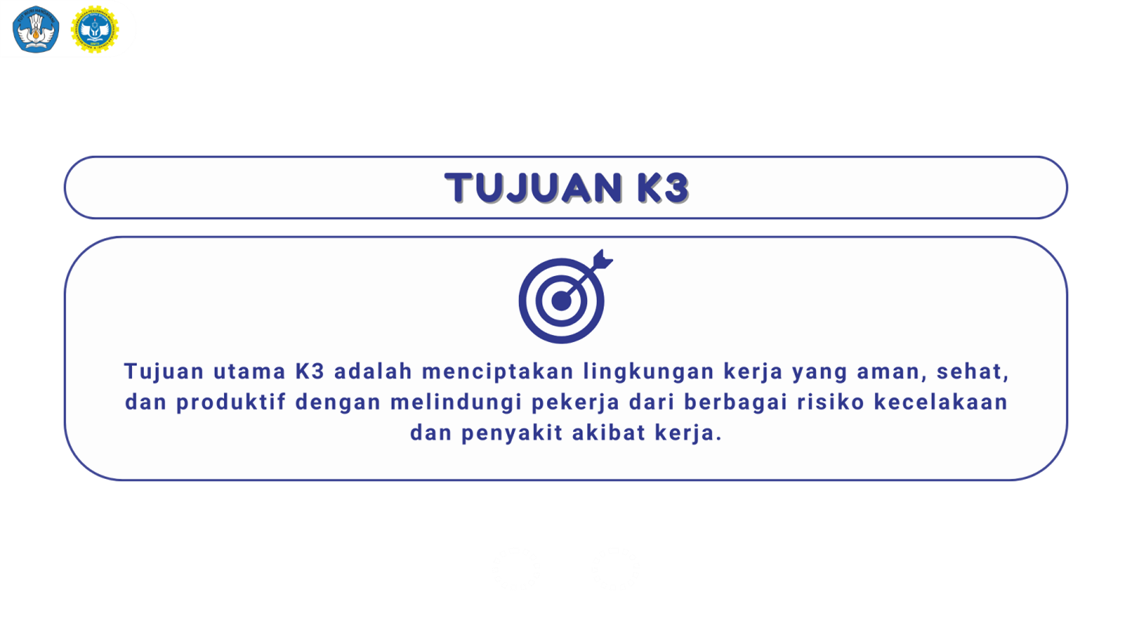 TUJUAN K3
Tujuan utama K3 adalah menciptakan lingkungan kerja yang aman, sehat,
dan produktif dengan melindungi pekerja dari berbagai risiko kecelakaan
dan penyakit akibat kerja.